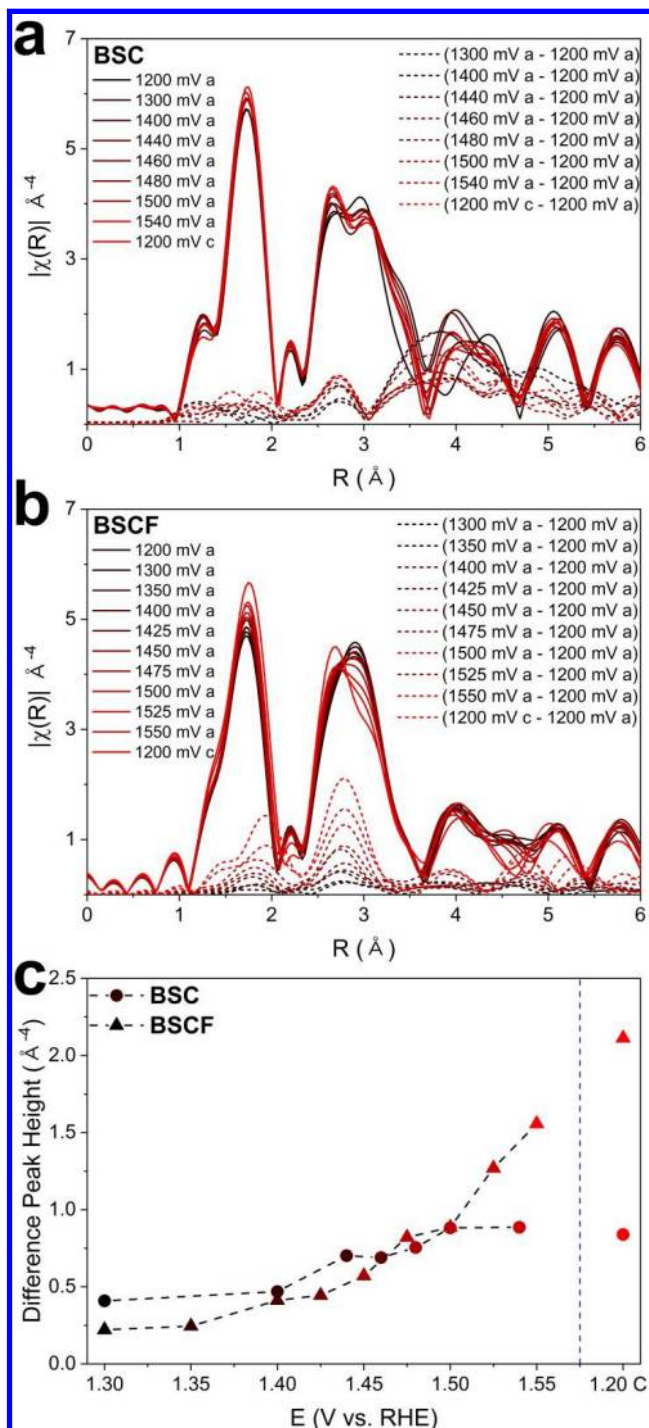 a
7
BSC
1200 mV a
1300 mV a
1400 mV a
1440 mV a
1460 mV a
1480 mV a
1500 mV a
1540 mV a
1200 mV c
(1300 mV a - 1200 mV a)
(1400 mV a - 1200 mV a)
(1440 mV a - 1200 mV a)
(1460 mV a - 1200 mV a)
(1480 mV a - 1200 mV a)
(1500 mV a - 1200 mV a)
(1540 mV a - 1200 mV a)
(1200 mV c - 1200 mV a)
5
3
1
|χ(R)| Å⁻⁴
0 1 2 3 4 5 6
R (Å)
b
7
BSCF
1200 mV a
1300 mV a
1350 mV a
1400 mV a
1425 mV a
1450 mV a
1475 mV a
1500 mV a
1525 mV a
1550 mV a
1200 mV c
(1300 mV a - 1200 mV a)
(1350 mV a - 1200 mV a)
(1400 mV a - 1200 mV a)
(1425 mV a - 1200 mV a)
(1450 mV a - 1200 mV a)
(1475 mV a - 1200 mV a)
(1500 mV a - 1200 mV a)
(1525 mV a - 1200 mV a)
(1550 mV a - 1200 mV a)
(1200 mV c - 1200 mV a)
5
3
1
|χ(R)| Å⁻⁴
0 1 2 3 4 5 6
R (Å)
c
BSC
BSCF
2.5
2.0
1.5
1.0
0.5
0.0
Difference Peak Height ( Å⁻⁴)
1.30 1.35 1.40 1.45 1.50 1.55 1.20 C
E (V vs. RHE)